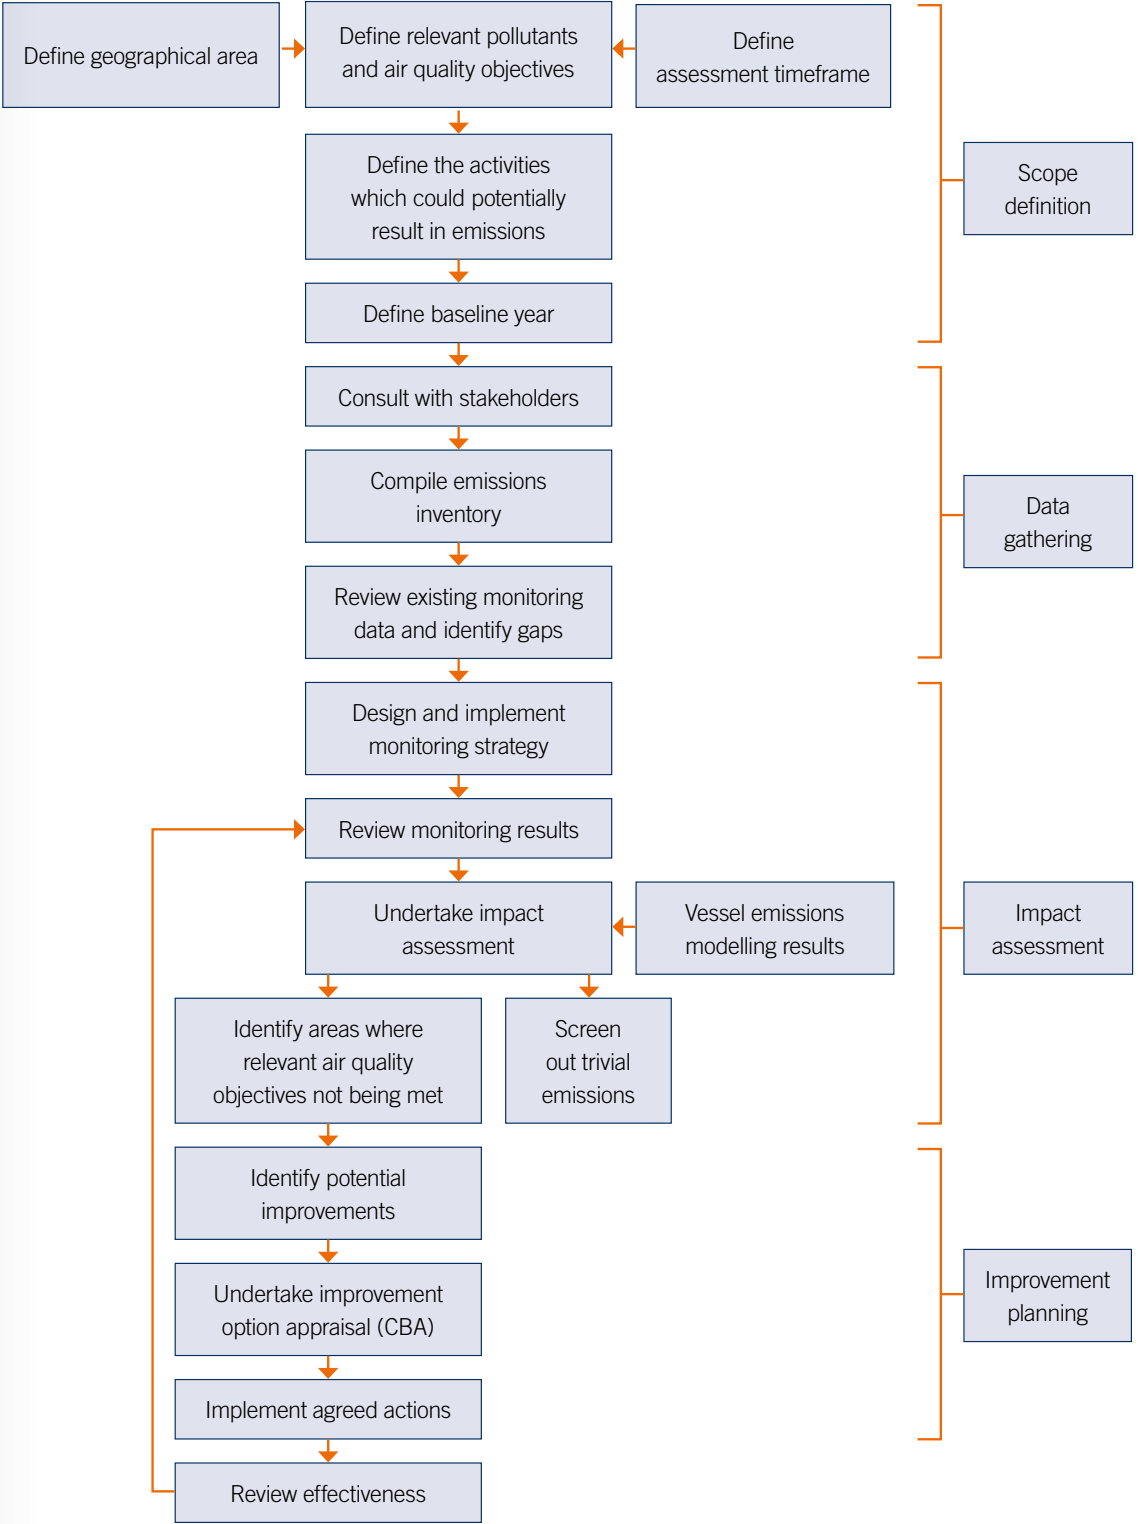 Define geographical area
Define relevant pollutants
and air quality objectives
Define
assessment timeframe
Define the activities
which could potentially
result in emissions
Scope
definition
Define baseline year
Consult with stakeholders
Compile emissions
inventory
Data
gathering
Review existing monitoring
data and identify gaps
Design and implement
monitoring strategy
Review monitoring results
Undertake impact
assessment
Vessel emissions
modelling results
Impact
assessment
Identify areas where
relevant air quality
objectives not being met
Screen
out trivial
emissions
Identify potential
improvements
Undertake improvement
option appraisal (CBA)
Improvement
planning
Implement agreed actions
Review effectiveness